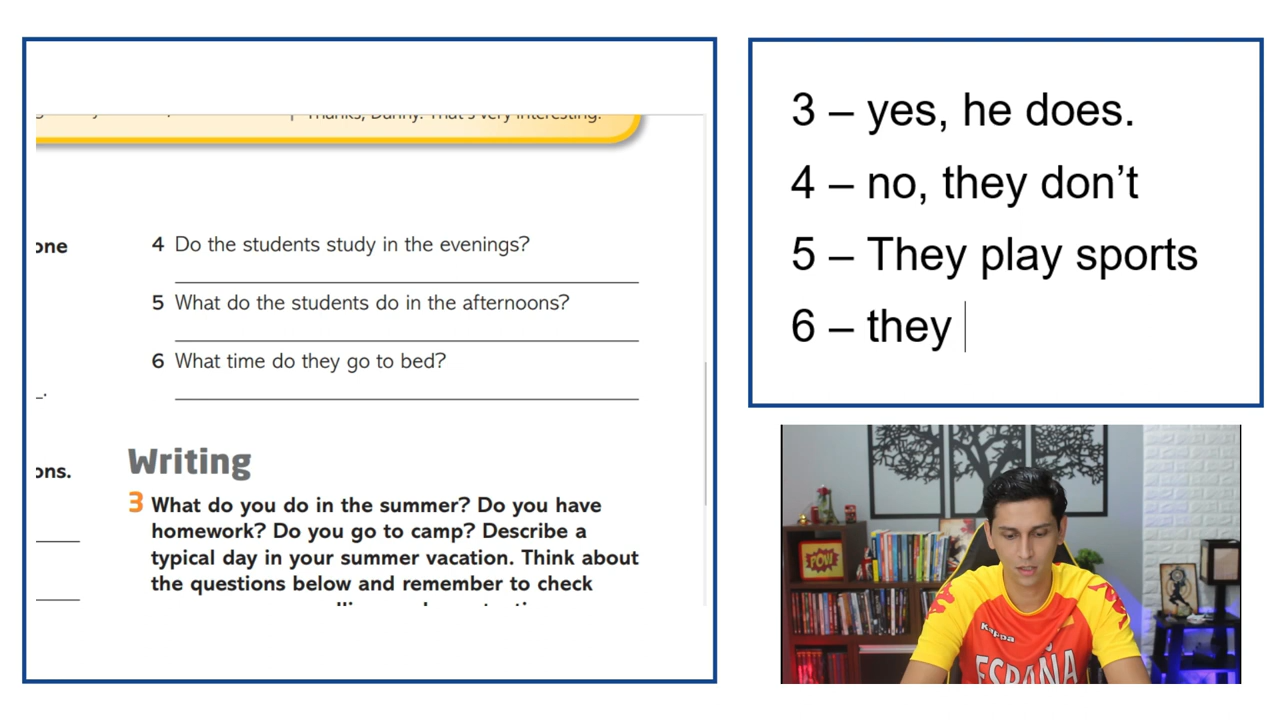 Thanks, Danny! That's very interesting.
one
4 Do the students study in the evenings?
5 What do the students do in the afternoons?
6 What time do they go to bed?
ons.
Writing
3 What do you do in the summer? Do you have
homework? Do you go to camp? Describe a
typical day in your summer vacation. Think about
the questions below and remember to check
3 – yes, he does.
4 – no, they don’t
5 – They play sports
6 – they
POW
Kappa
ESPAÑA